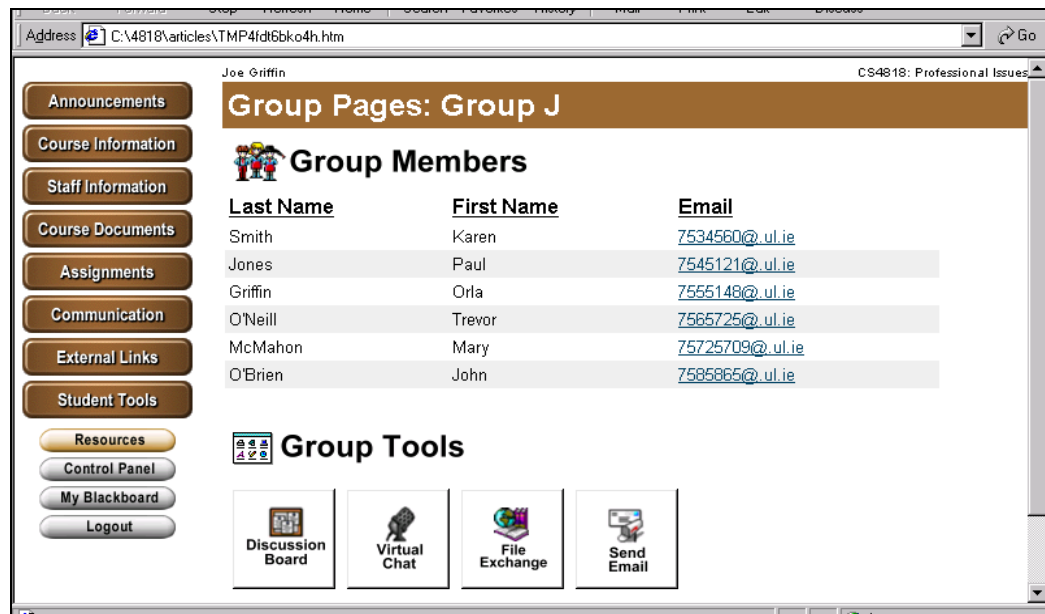 Address C:\4818\articles\TMP4fdt6bko4h.htm Go
Joe Griffin CS4818: Professional Issues
Announcements
Course Information
Staff Information
Course Documents
Assignments
Communication
External Links
Student Tools
Resources
Control Panel
My Blackboard
Logout
Group Pages: Group J
Group Members
Last Name First Name Email
Smith Karen 7534560@.ul.ie
Jones Paul 7545121@.ul.ie
Griffin Orla 7555148@.ul.ie
O'Neill Trevor 7565725@.ul.ie
McMahon Mary 75725709@.ul.ie
O'Brien John 7585865@.ul.ie
Group Tools
Discussion Board
Virtual Chat
File Exchange
Send Email